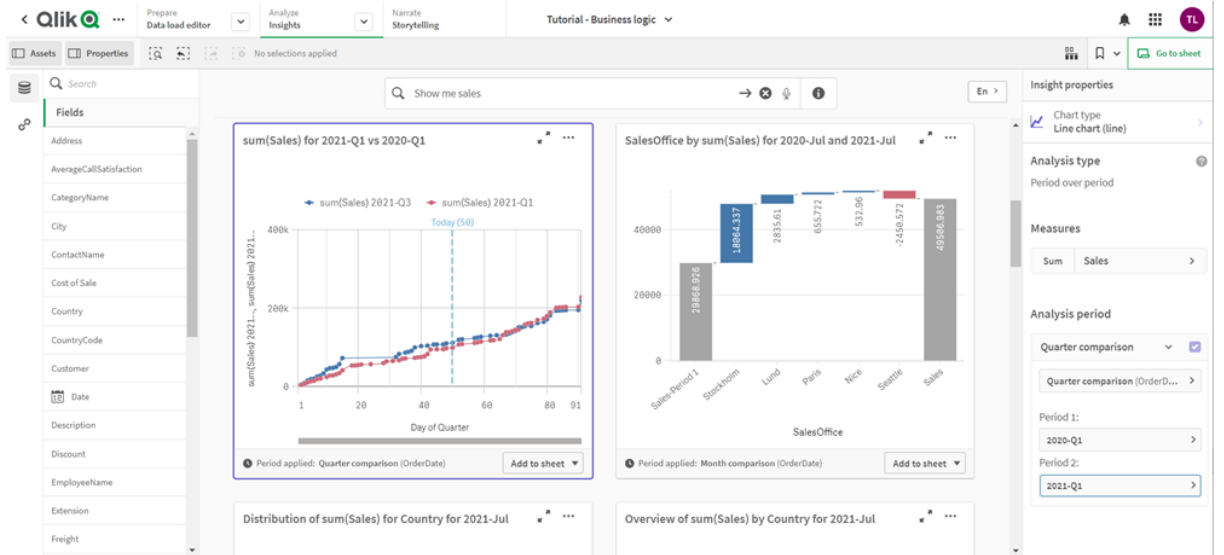 Qlik
Prepare
Data load editor
Analyze
Insights
Narrate
Storytelling
Tutorial - Business logic
TL
Assets
Properties
No selections applied
Go to sheet
Search
Fields
Address
AverageCallSatisfaction
CategoryName
City
ContactName
Cost of Sale
Country
CountryCode
Customer
Date
Description
Discount
EmployeeName
Extension
Freight
Show me sales
En
sum(Sales) for 2021-Q1 vs 2020-Q1
sum(Sales) 2021-Q3
sum(Sales) 2021-Q1
Today (50)
sum(Sales) 2021..., sum(Sales) 2021...
400k
200k
0
1 20 40 60 80 91
Day of Quarter
Period applied: Quarter comparison (OrderDate)
Add to sheet
SalesOffice by sum(Sales) for 2020-Jul and 2021-Jul
40000
20000
0
29868.926
18064.337
2835.61
655.722
532.96
-2450.572
49506.983
Sales-Period 1
Stockholm
Lund
Paris
Nice
Seattle
Sales
SalesOffice
Period applied: Month comparison (OrderDate)
Add to sheet
Distribution of sum(Sales) for Country for 2021-Jul
Overview of sum(Sales) by Country for 2021-Jul
Insight properties
Chart type
Line chart (line)
Analysis type
Period over period
Measures
Sum
Sales
Analysis period
Quarter comparison
Quarter comparison (OrderD...
Period 1:
2020-Q1
Period 2:
2021-Q1